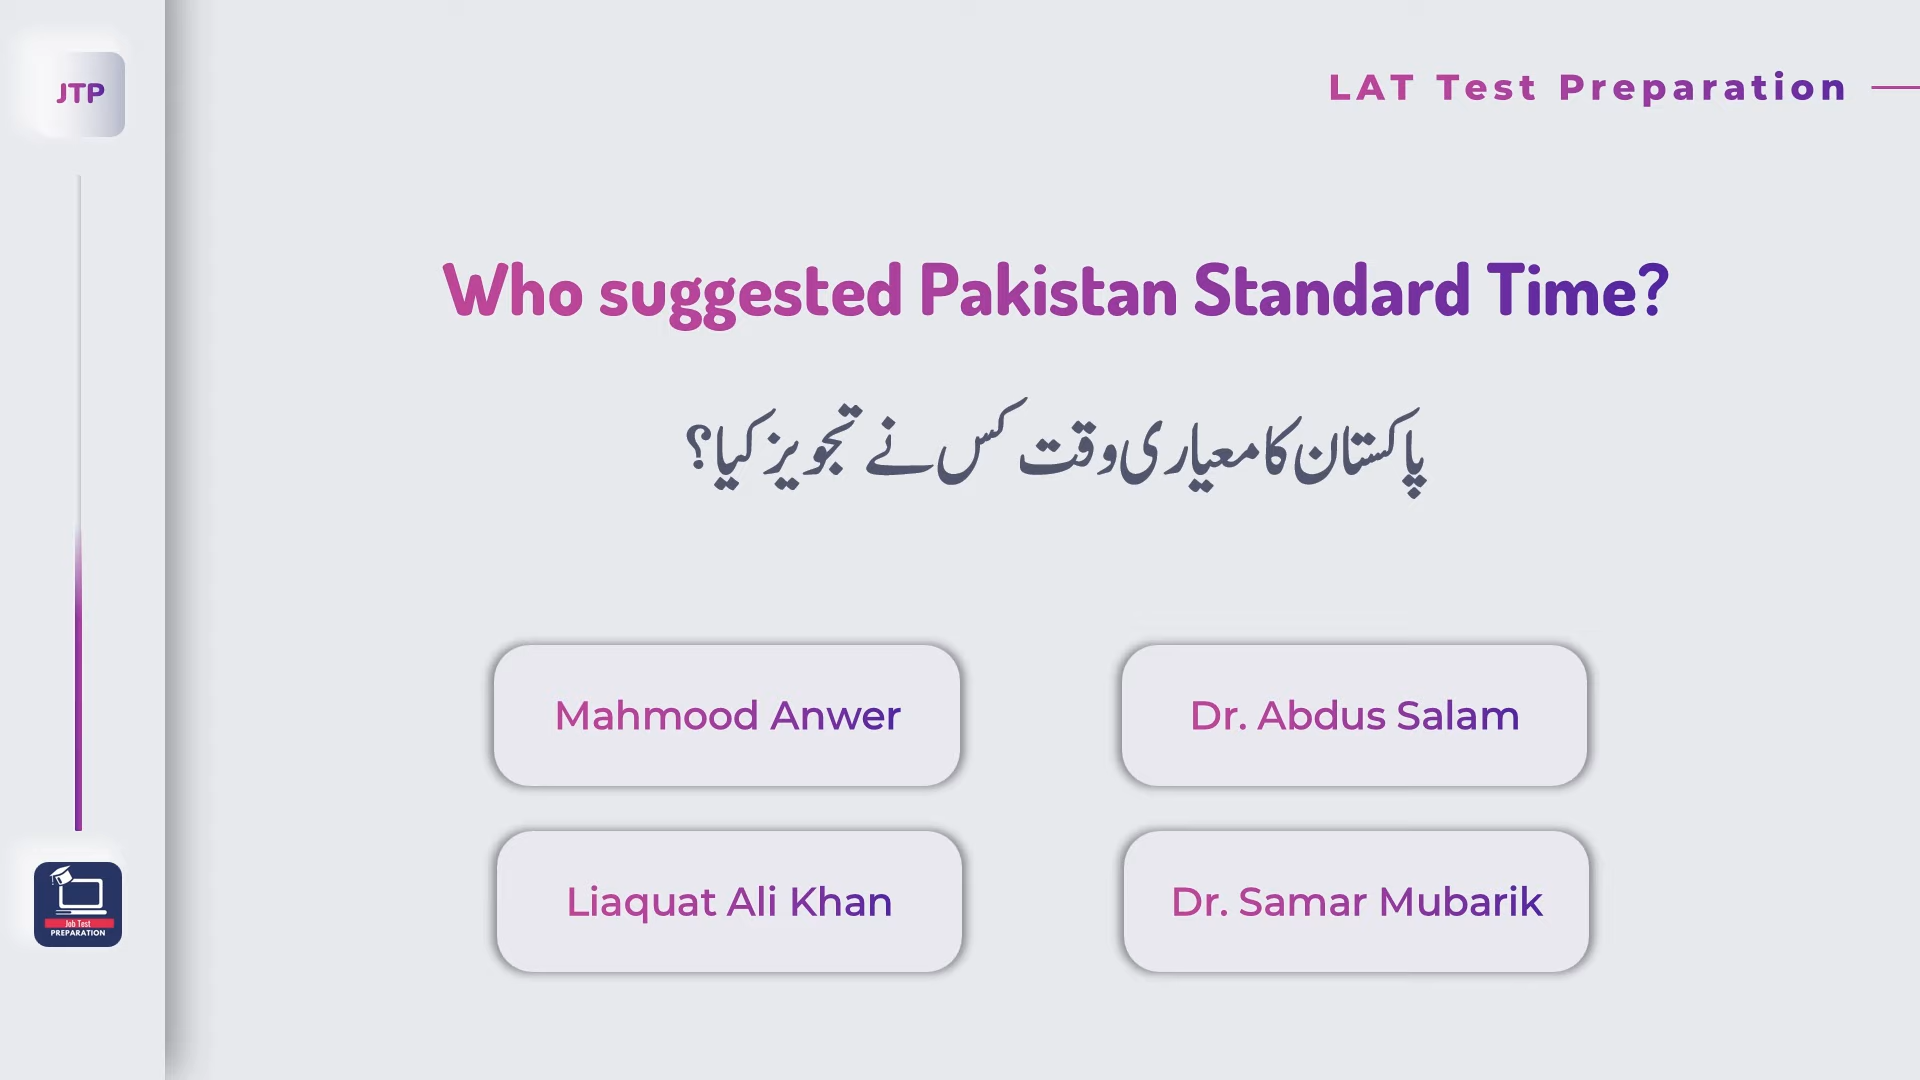 JTP
LAT Test Preparation
Who suggested Pakistan Standard Time?
پاکستان کا معیاری وقت کس نے تجویز کیا؟
Mahmood Anwer
Dr. Abdus Salam
Liaquat Ali Khan
Dr. Samar Mubarik
Job Test
PREPARATION